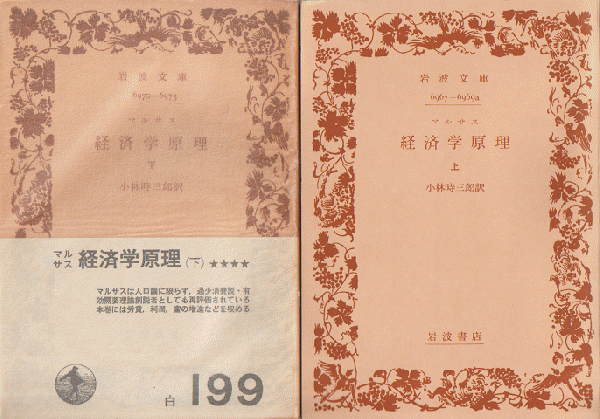 岩波文庫
6970—6973
マルサス
経済学原理
下
小林時三郎訳
マルサス 経済学原理(下)★★★★
マルサスは人口論に限らず,過少消費説・有
効需要理論創説者としても再評価されている
本巻には労賃,利潤,富の増進などを収める
白 199
岩波文庫
マルサス
経済学原理
上
小林時三郎訳
岩波書店